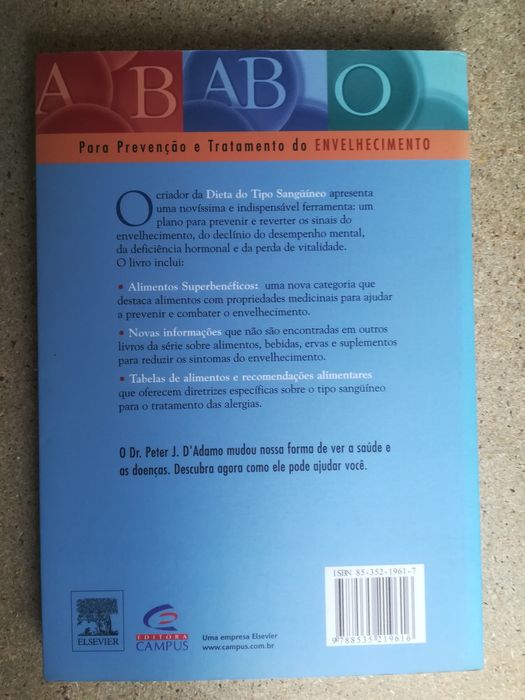 A B AB O
Para Prevenção e Tratamento do ENVELHECIMENTO
O criador da Dieta do Tipo Sangüíneo apresenta
uma novíssima e indispensável ferramenta: um
plano para prevenir e reverter os sinais do
envelhecimento, do declínio do desempenho mental,
da deficiência hormonal e da perda de vitalidade.
O livro inclui:
• Alimentos Superbenéficos: uma nova categoria que
destaca alimentos com propriedades medicinais para ajudar
a prevenir e combater o envelhecimento.
• Novas informações que não são encontradas em outros
livros da série sobre alimentos, bebidas, ervas e suplementos
para reduzir os sintomas do envelhecimento.
• Tabelas de alimentos e recomendações alimentares
que oferecem diretrizes específicas sobre o tipo sangüíneo
para o tratamento das alergias.
O Dr. Peter J. D'Adamo mudou nossa forma de ver a saúde e
as doenças. Descubra agora como ele pode ajudar você.
ISBN 85-352-1961-7
9 788535 219616
ELSEVIER
EDITORA
CAMPUS
Uma empresa Elsevier
www.campus.com.br